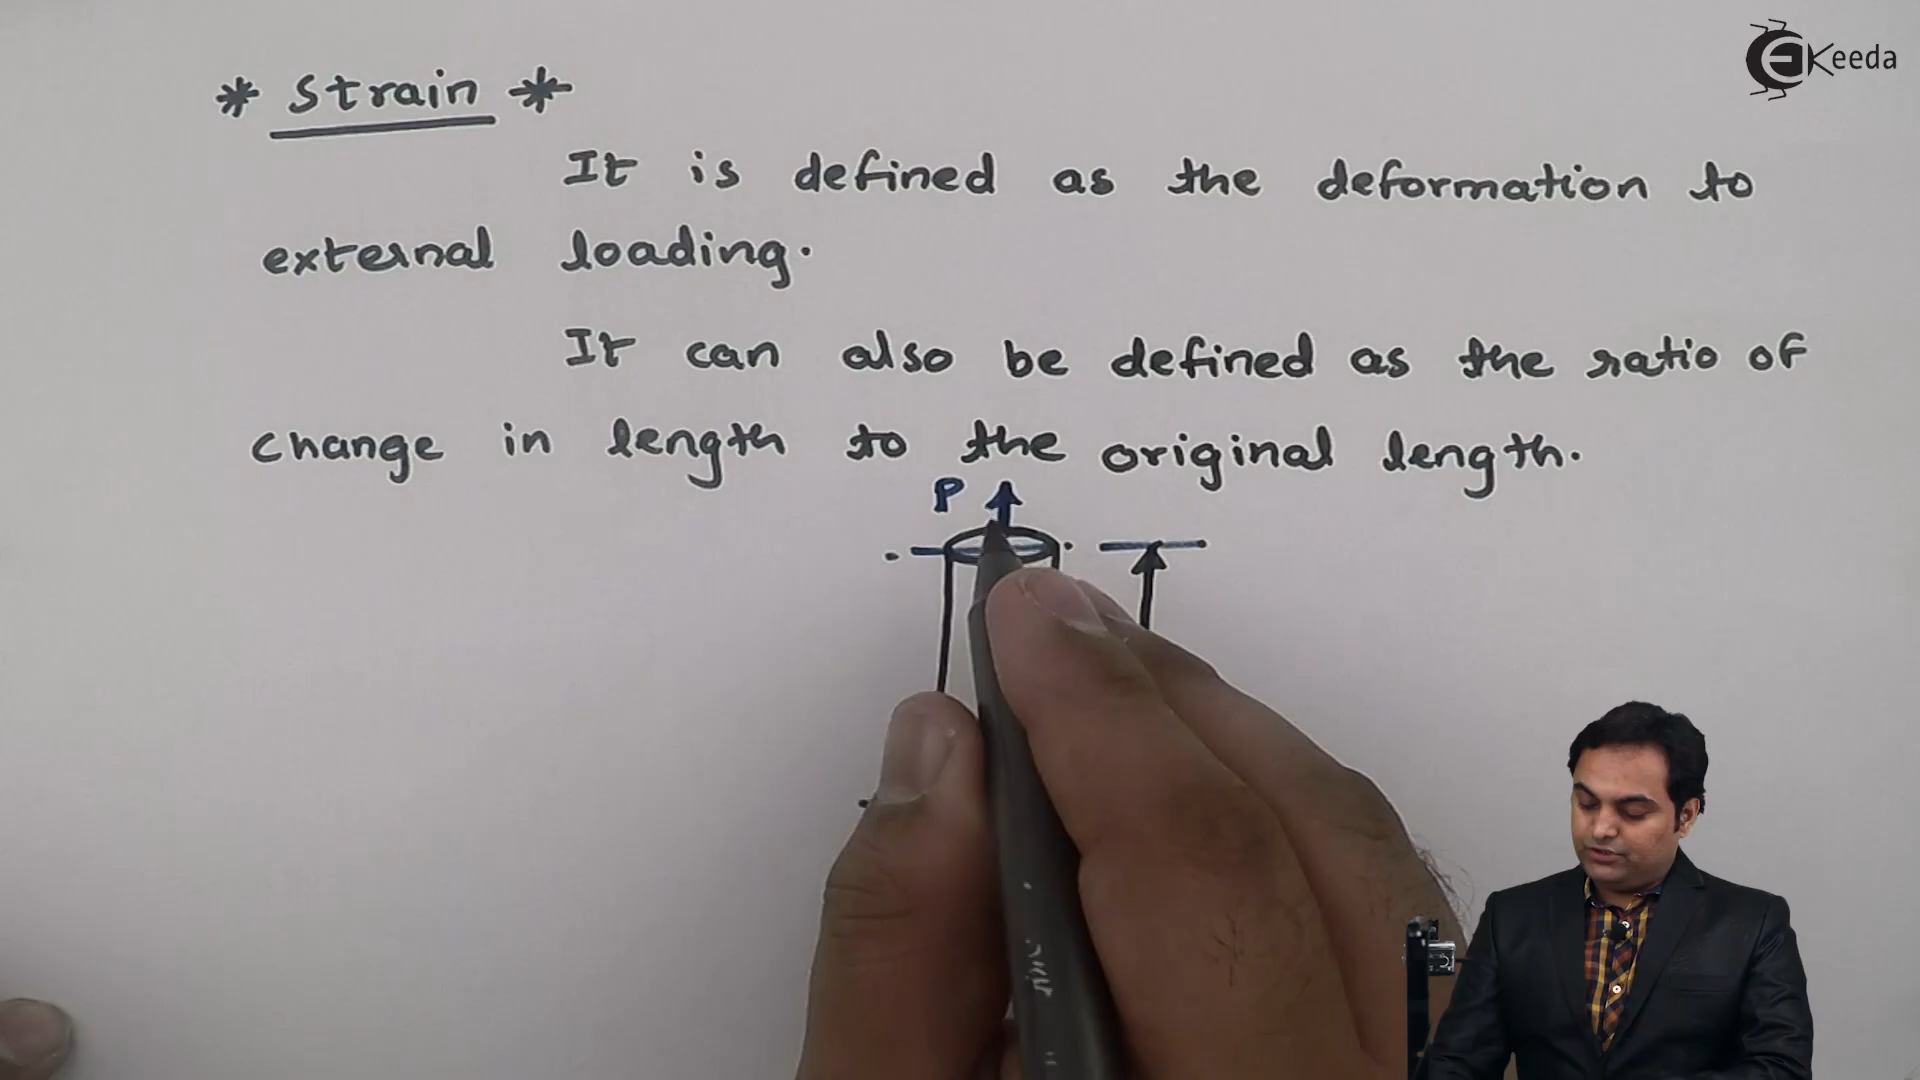 * Strain *
It is defined as the deformation to
external loading.
It can also be defined as the ratio of
change in length to the original length.
P
Keeda